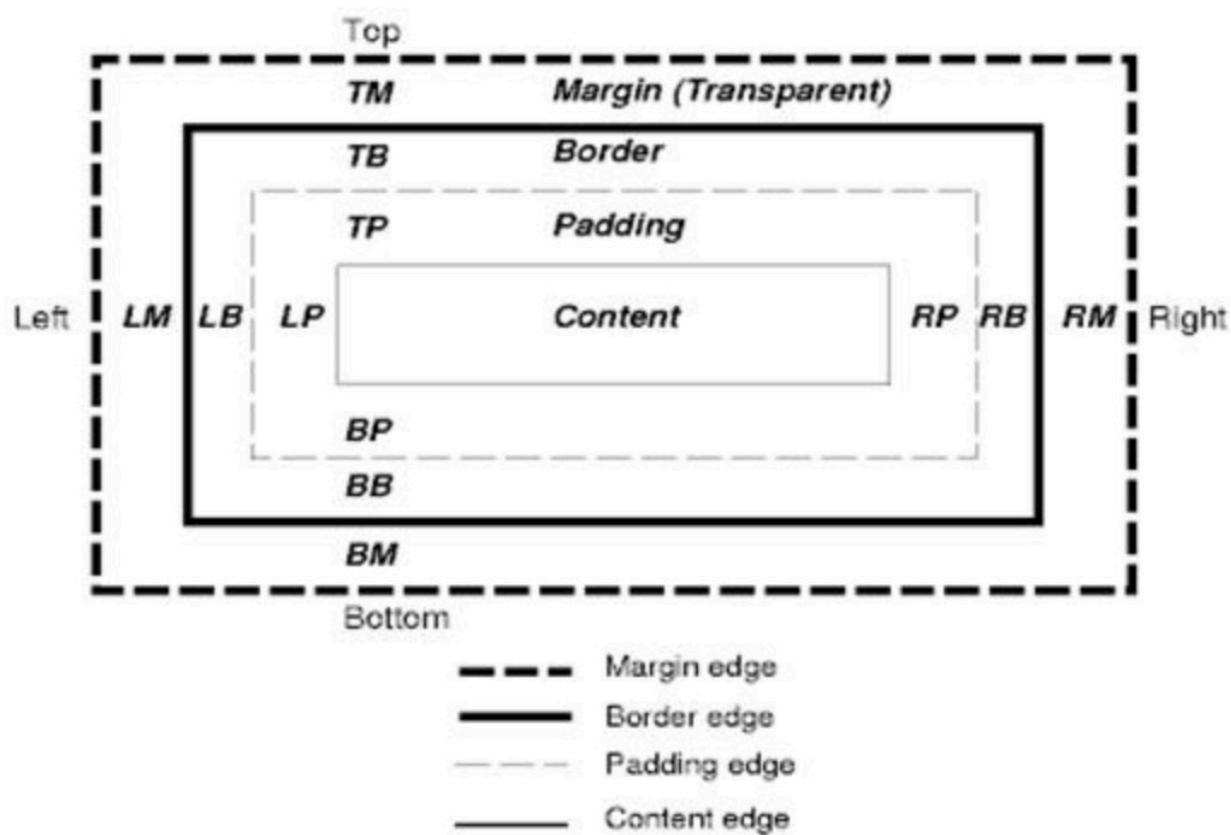 Top
TM Margin (Transparent)
TB Border
TP Padding
Left LM LB LP Content RP RB RM Right
BP
BB
BM
Bottom
Margin edge
Border edge
Padding edge
Content edge